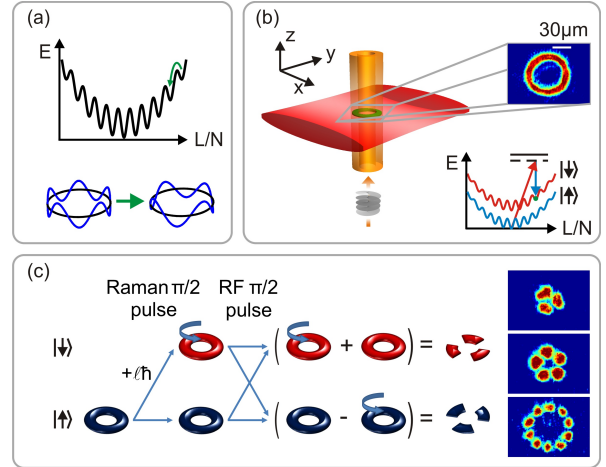 (a)
E
L/N
(b)
z
y
x
30μm
E
|↓⟩
|↑⟩
L/N
(c)
Raman π/2 pulse
RF π/2 pulse
|↓⟩
+ℓħ
( + ) =
|↑⟩
( - ) =